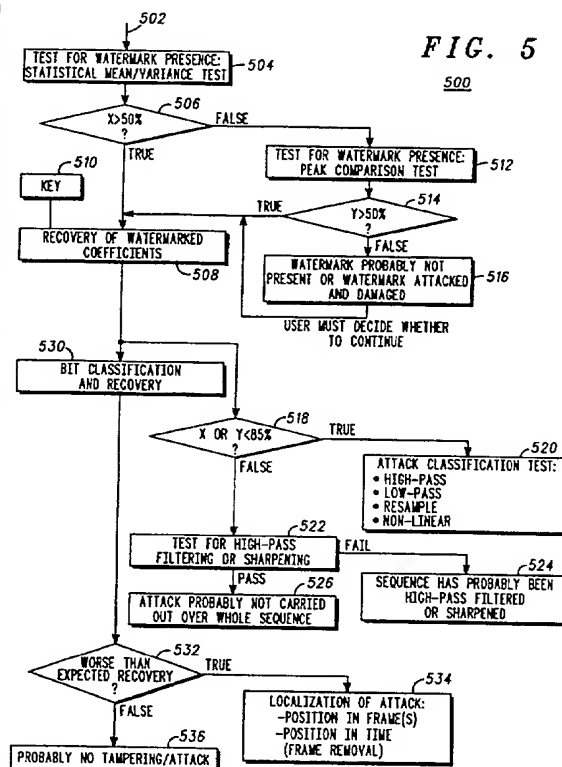 502
FIG. 5
500
TEST FOR WATERMARK PRESENCE:
STATISTICAL MEAN/VARIANCE TEST
504
506
X>50%
?
FALSE
TRUE
510
KEY
TEST FOR WATERMARK PRESENCE:
PEAK COMPARISON TEST
512
514
TRUE
Y>50%
?
FALSE
RECOVERY OF WATERMARKED
COEFFICIENTS
508
WATERMARK PROBABLY NOT
PRESENT OR WATERMARK ATTACKED
AND DAMAGED
516
USER MUST DECIDE WHETHER
TO CONTINUE
530
BIT CLASSIFICATION
AND RECOVERY
518
X OR Y<85%
?
TRUE
FALSE
520
ATTACK CLASSIFICATION TEST:
• HIGH-PASS
• LOW-PASS
• RESAMPLE
• NON-LINEAR
522
TEST FOR HIGH-PASS
FILTERING OR SHARPENING
FAIL
PASS
524
SEQUENCE HAS PROBABLY BEEN
HIGH-PASS FILTERED
OR SHARPENED
526
ATTACK PROBABLY NOT CARRIED
OUT OVER WHOLE SEQUENCE
532
WORSE THAN
EXPECTED RECOVERY
?
TRUE
FALSE
534
LOCALIZATION OF ATTACK:
-POSITION IN FRAME(S)
-POSITION IN TIME
(FRAME REMOVAL)
536
PROBABLY NO TAMPERING/ATTACK